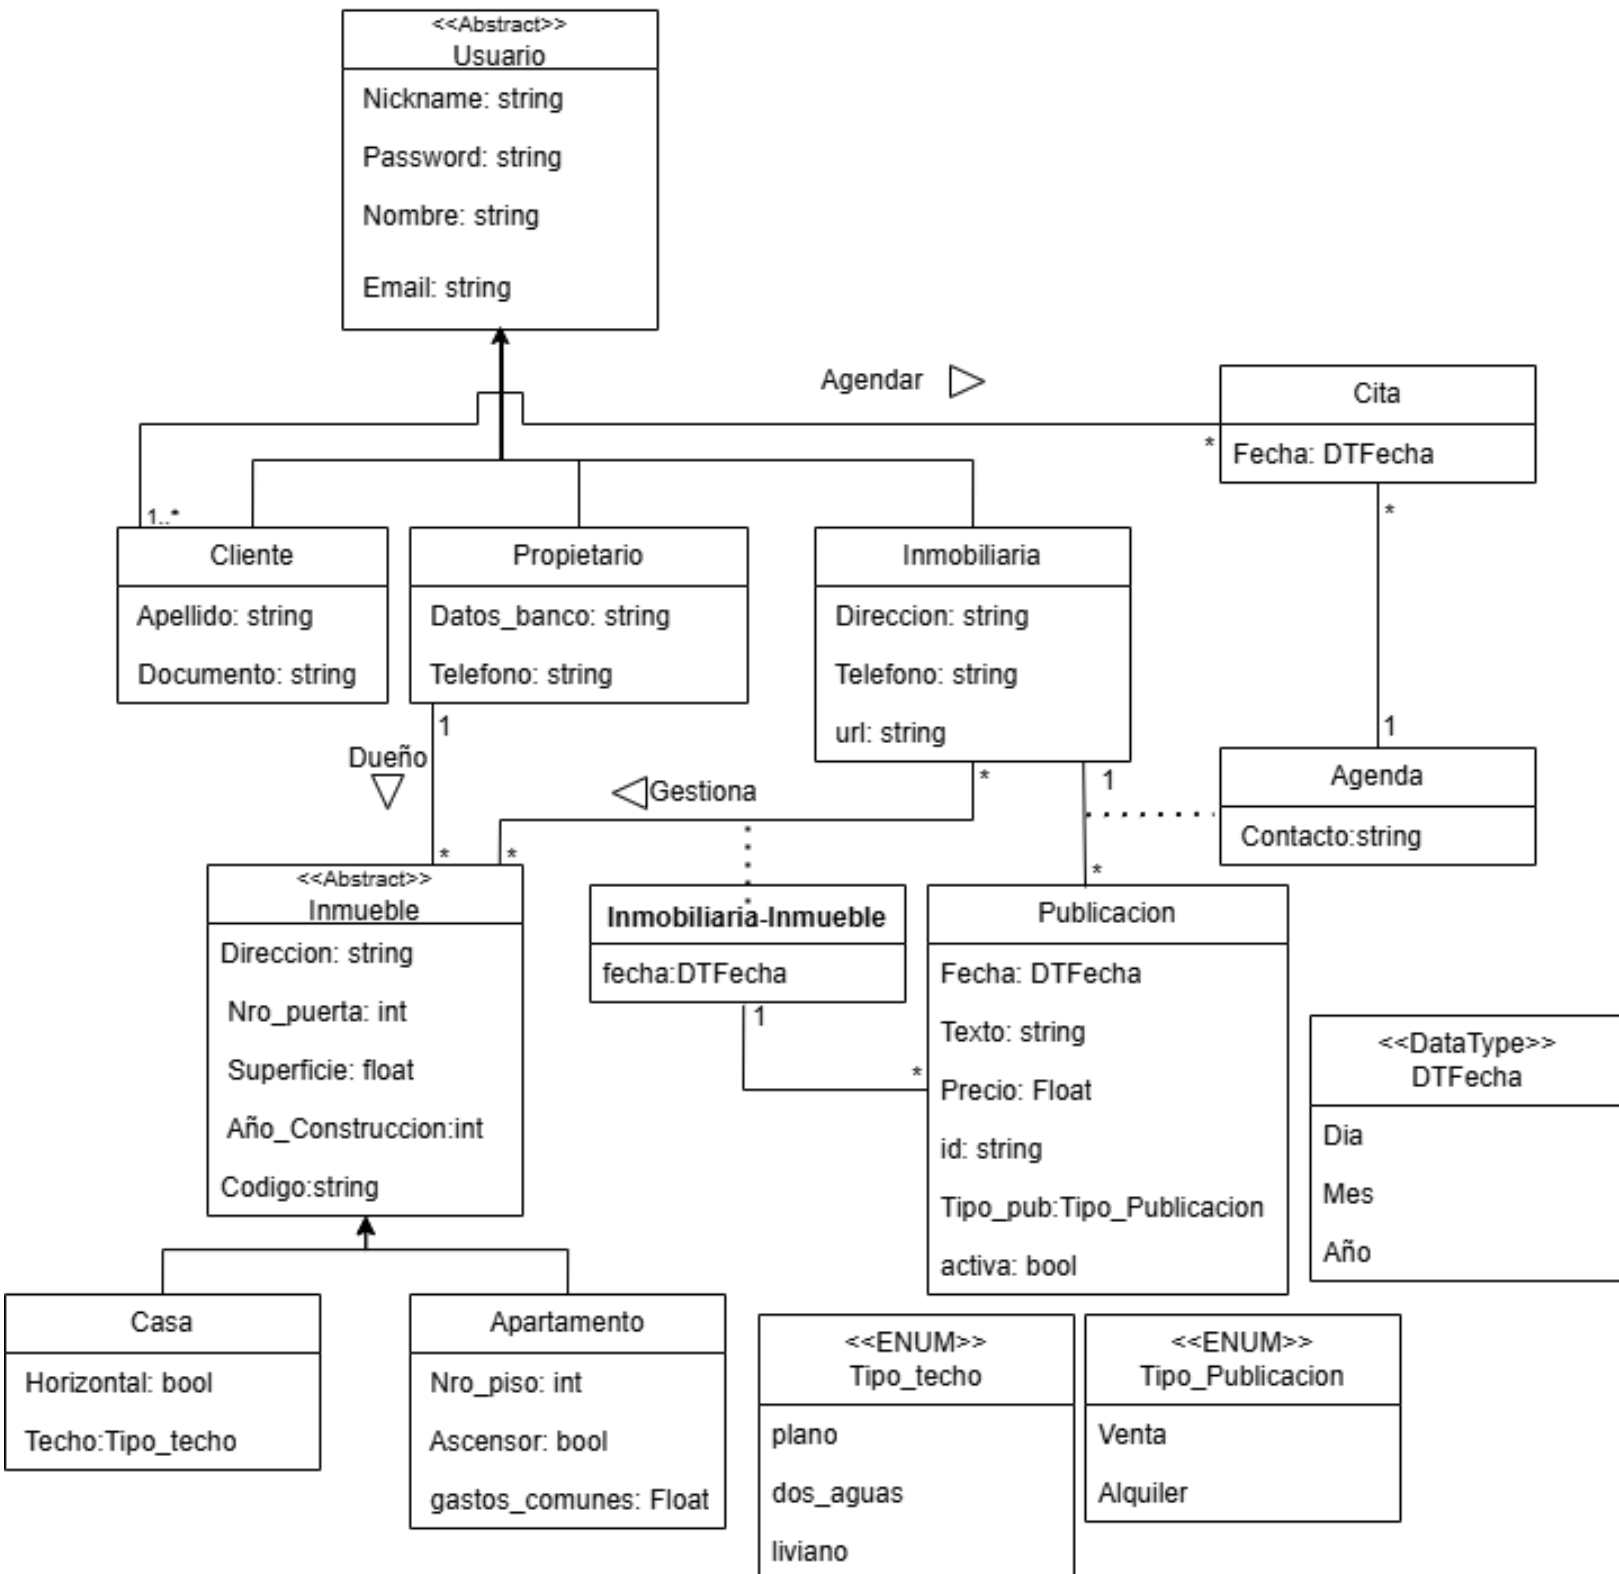 <<Abstract>>
Usuario
Nickname: string
Password: string
Nombre: string
Email: string
Agendar
Cita
Fecha: DTFecha
*
*
1
1..*
Cliente
Apellido: string
Documento: string
Propietario
Datos_banco: string
Telefono: string
Inmobiliaria
Direccion: string
Telefono: string
url: string
Agenda
Contacto:string
1
Dueño
*
Gestiona
*
*
1
*
<<Abstract>>
Inmueble
Direccion: string
Nro_puerta: int
Superficie: float
Año_Construccion:int
Codigo:string
Inmobiliaria-Inmueble
fecha:DTFecha
1
*
Publicacion
Fecha: DTFecha
Texto: string
Precio: Float
id: string
Tipo_pub:Tipo_Publicacion
activa: bool
<<DataType>>
DTFecha
Dia
Mes
Año
Casa
Horizontal: bool
Techo:Tipo_techo
Apartamento
Nro_piso: int
Ascensor: bool
gastos_comunes: Float
<<ENUM>>
Tipo_techo
plano
dos_aguas
liviano
<<ENUM>>
Tipo_Publicacion
Venta
Alquiler